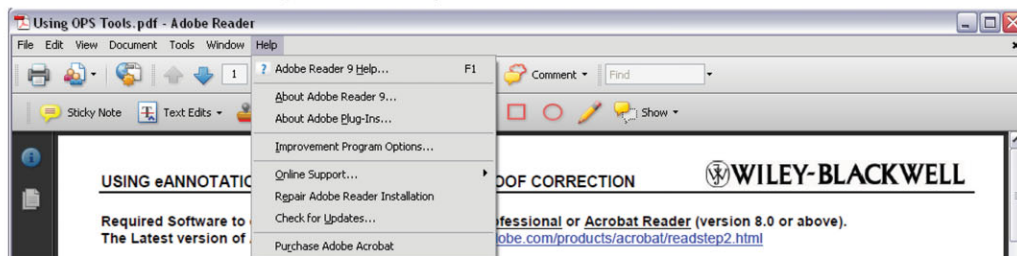 Using OPS Tools.pdf - Adobe Reader
File Edit View Document Tools Window Help
1
? Adobe Reader 9 Help... F1
Comment
Find
About Adobe Reader 9...
Sticky Note Text Edits
Show
About Adobe Plug-Ins...
Improvement Program Options...
USING eANNOTATIO
OOF CORRECTION
WILEY-BLACKWELL
Online Support...
Repair Adobe Reader Installation
Required Software to
ofessional or Acrobat Reader (version 8.0 or above).
Check for Updates...
The Latest version of
obe.com/products/acrobat/readstep2.html
Purchase Adobe Acrobat